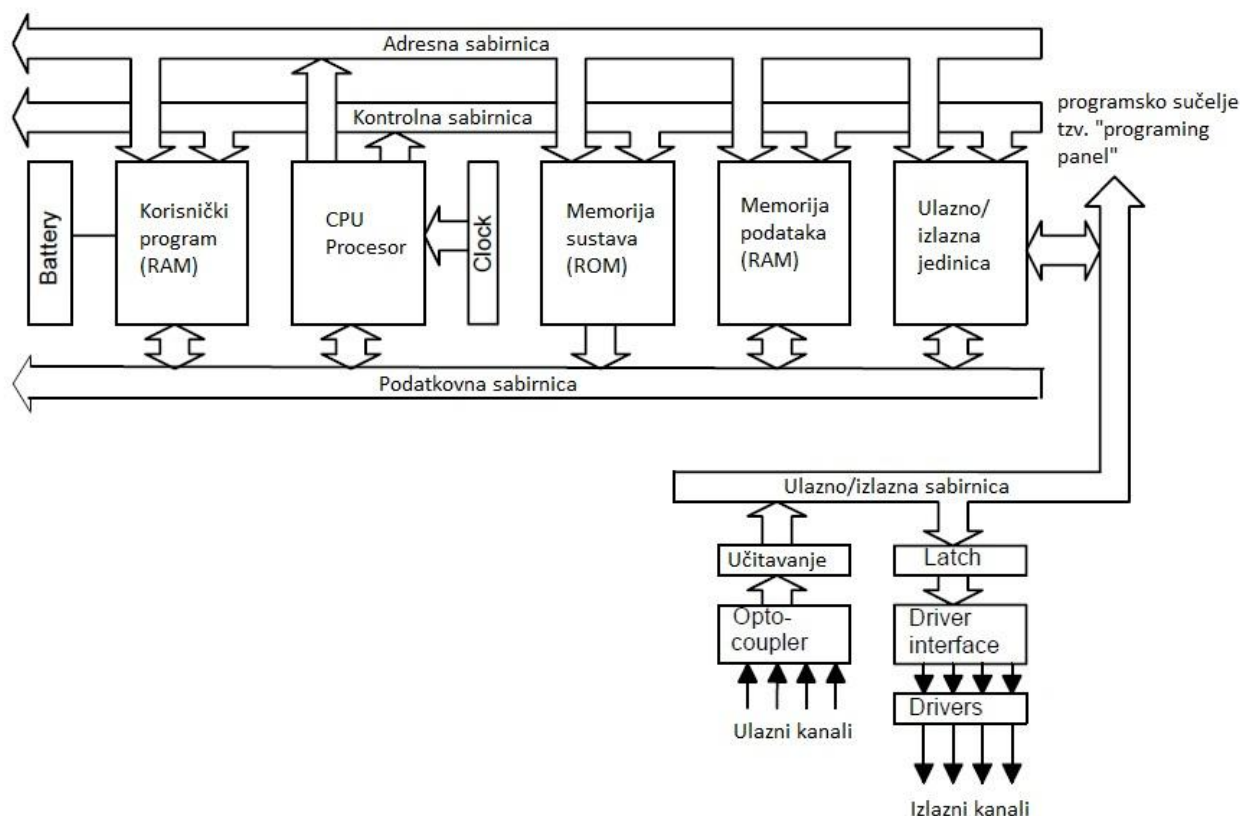 Adresna sabirnica
Kontrolna sabirnica
programsko sučelje
tzv. "programing
panel"
Battery
Korisnički
program
(RAM)
CPU
Procesor
Clock
Memorija
sustava
(ROM)
Memorija
podataka
(RAM)
Ulazno/
izlazna
jedinica
Podatkovna sabirnica
Ulazno/izlazna sabirnica
Učitavanje
Latch
Opto-
coupler
Driver
interface
Drivers
Ulazni kanali
Izlazni kanali